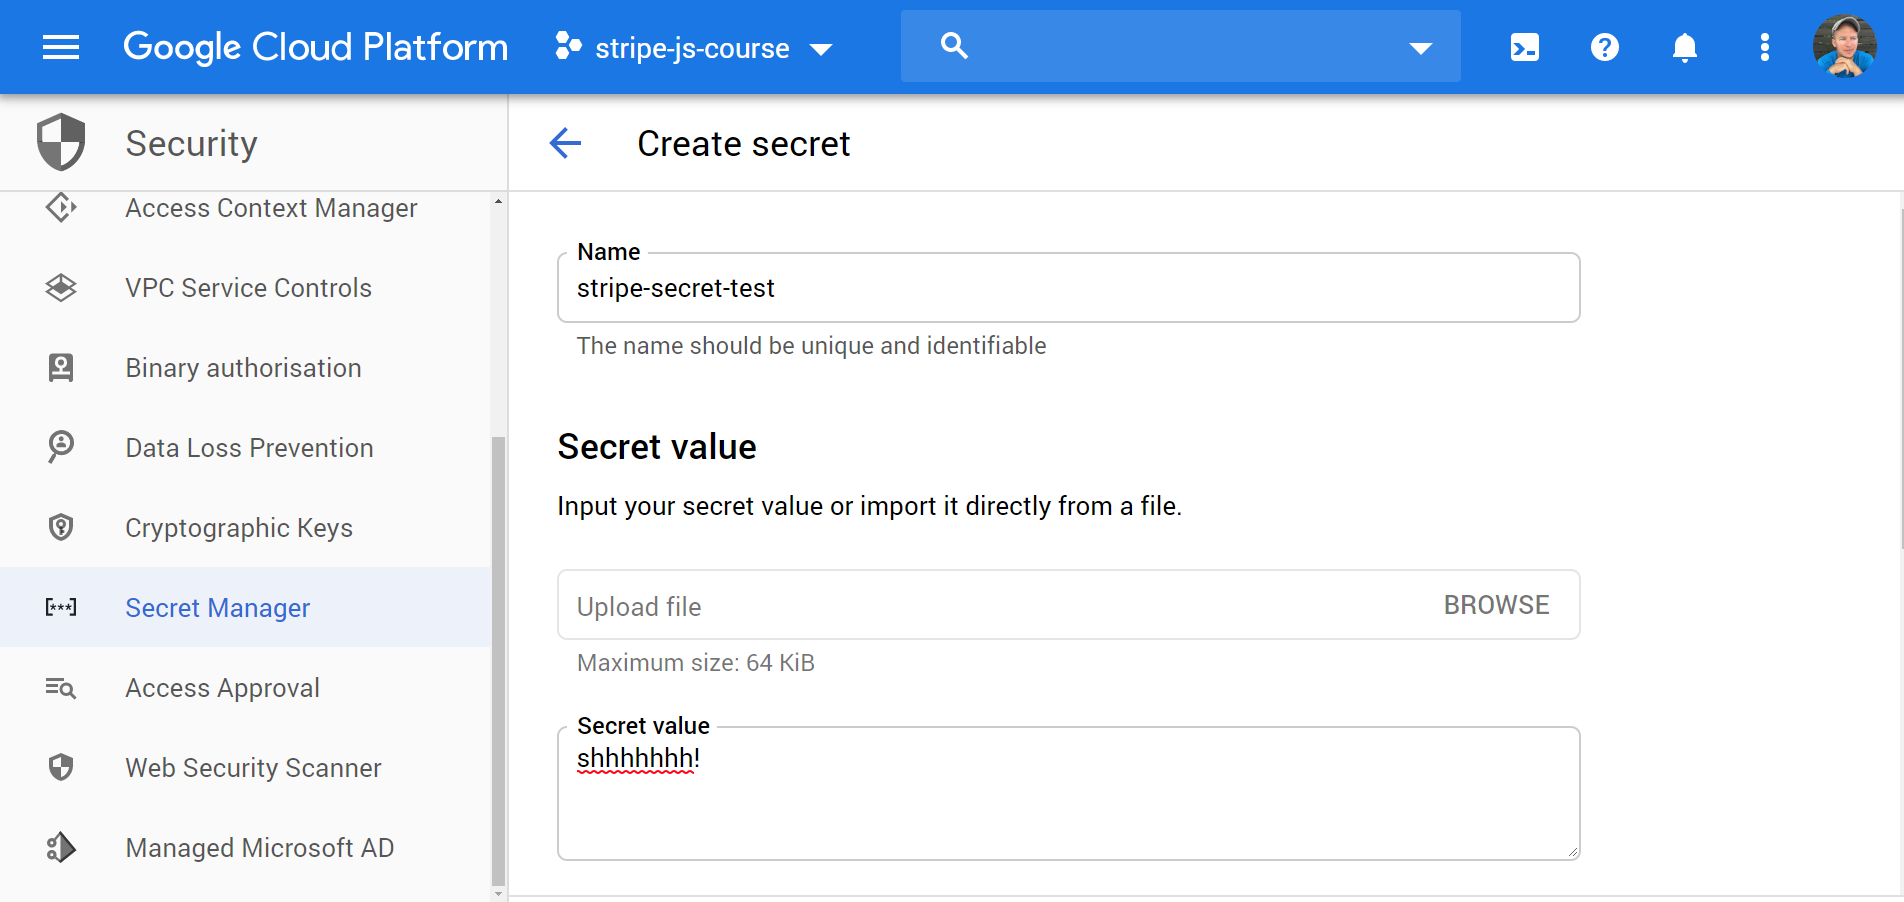 Google Cloud Platform
stripe-js-course
Security
Create secret
Access Context Manager
VPC Service Controls
Binary authorisation
Data Loss Prevention
Cryptographic Keys
Secret Manager
Access Approval
Web Security Scanner
Managed Microsoft AD
Name
stripe-secret-test
The name should be unique and identifiable
Secret value
Input your secret value or import it directly from a file.
Upload file BROWSE
Maximum size: 64 KiB
Secret value
shhhhhhh!